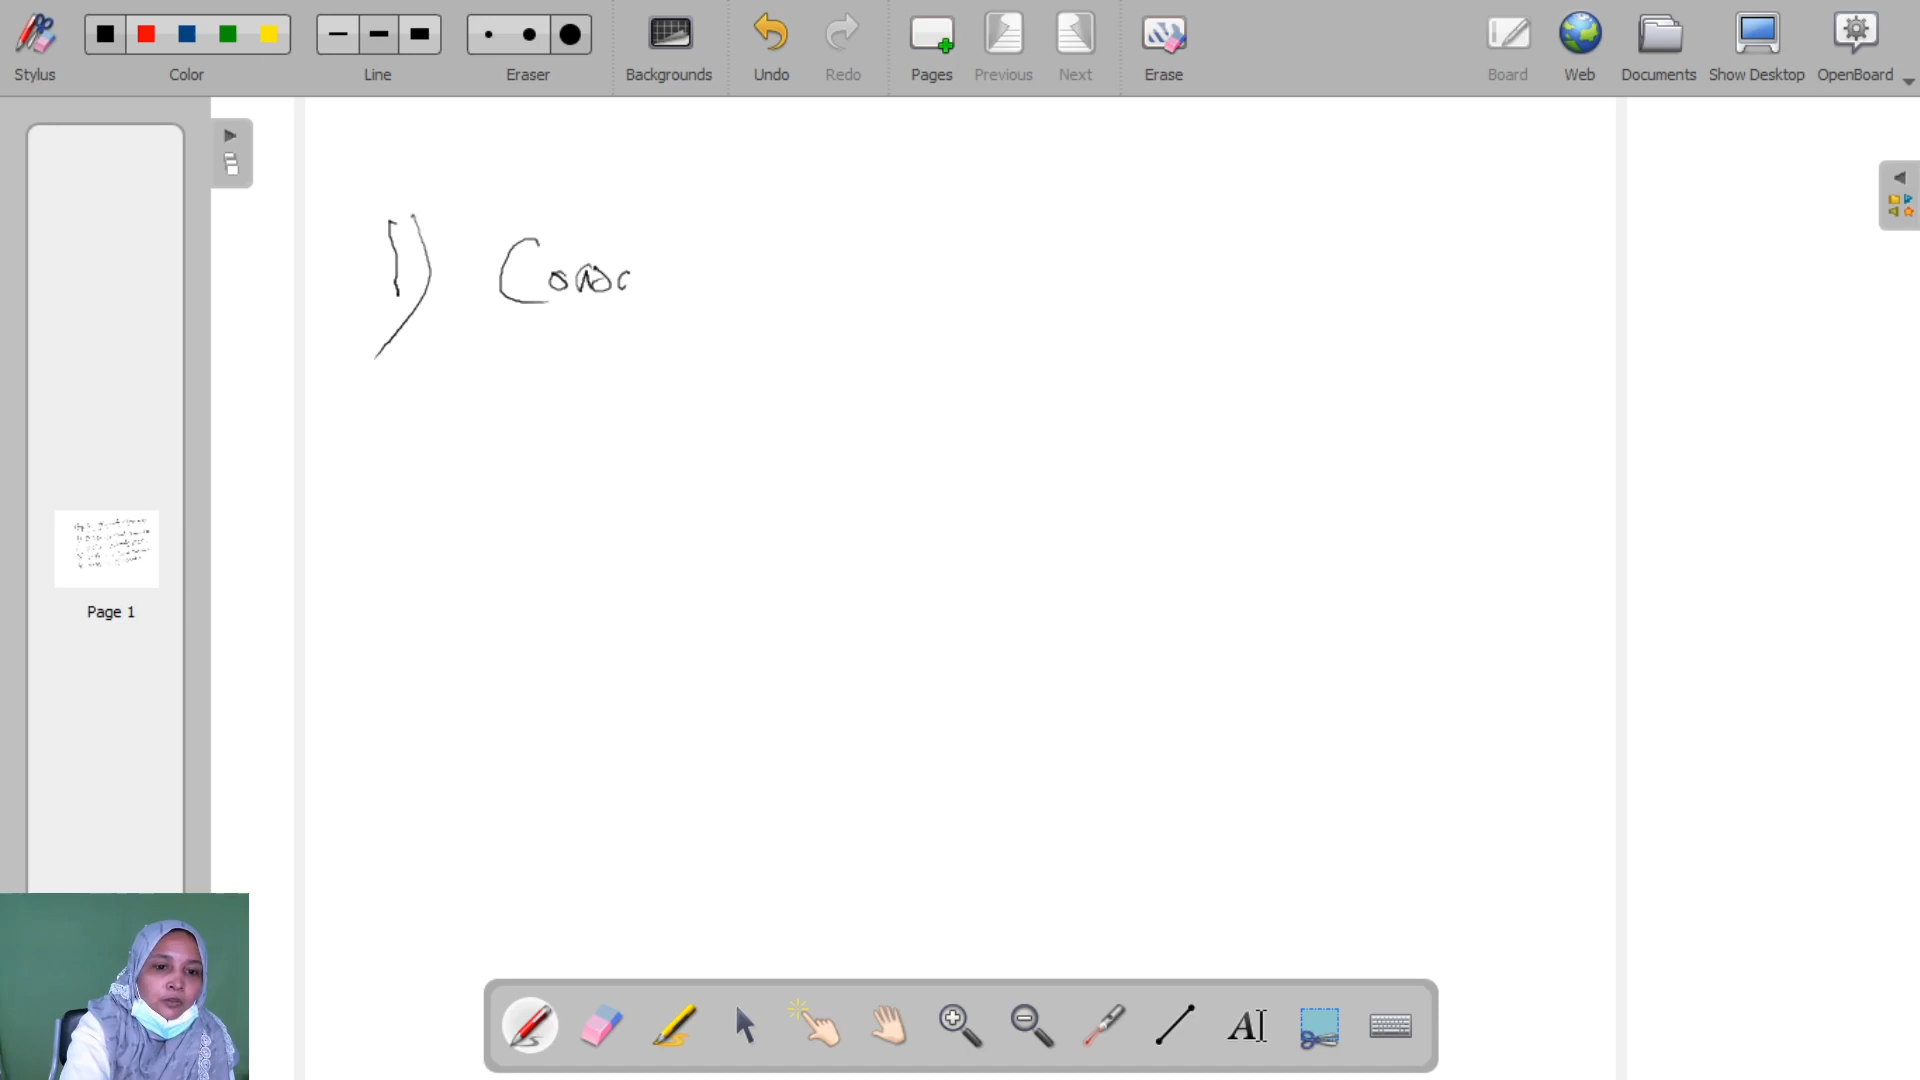 Stylus Color Line Eraser Backgrounds Undo Redo Pages Previous Next Erase Board Web Documents Show Desktop OpenBoard
1)
Page 1